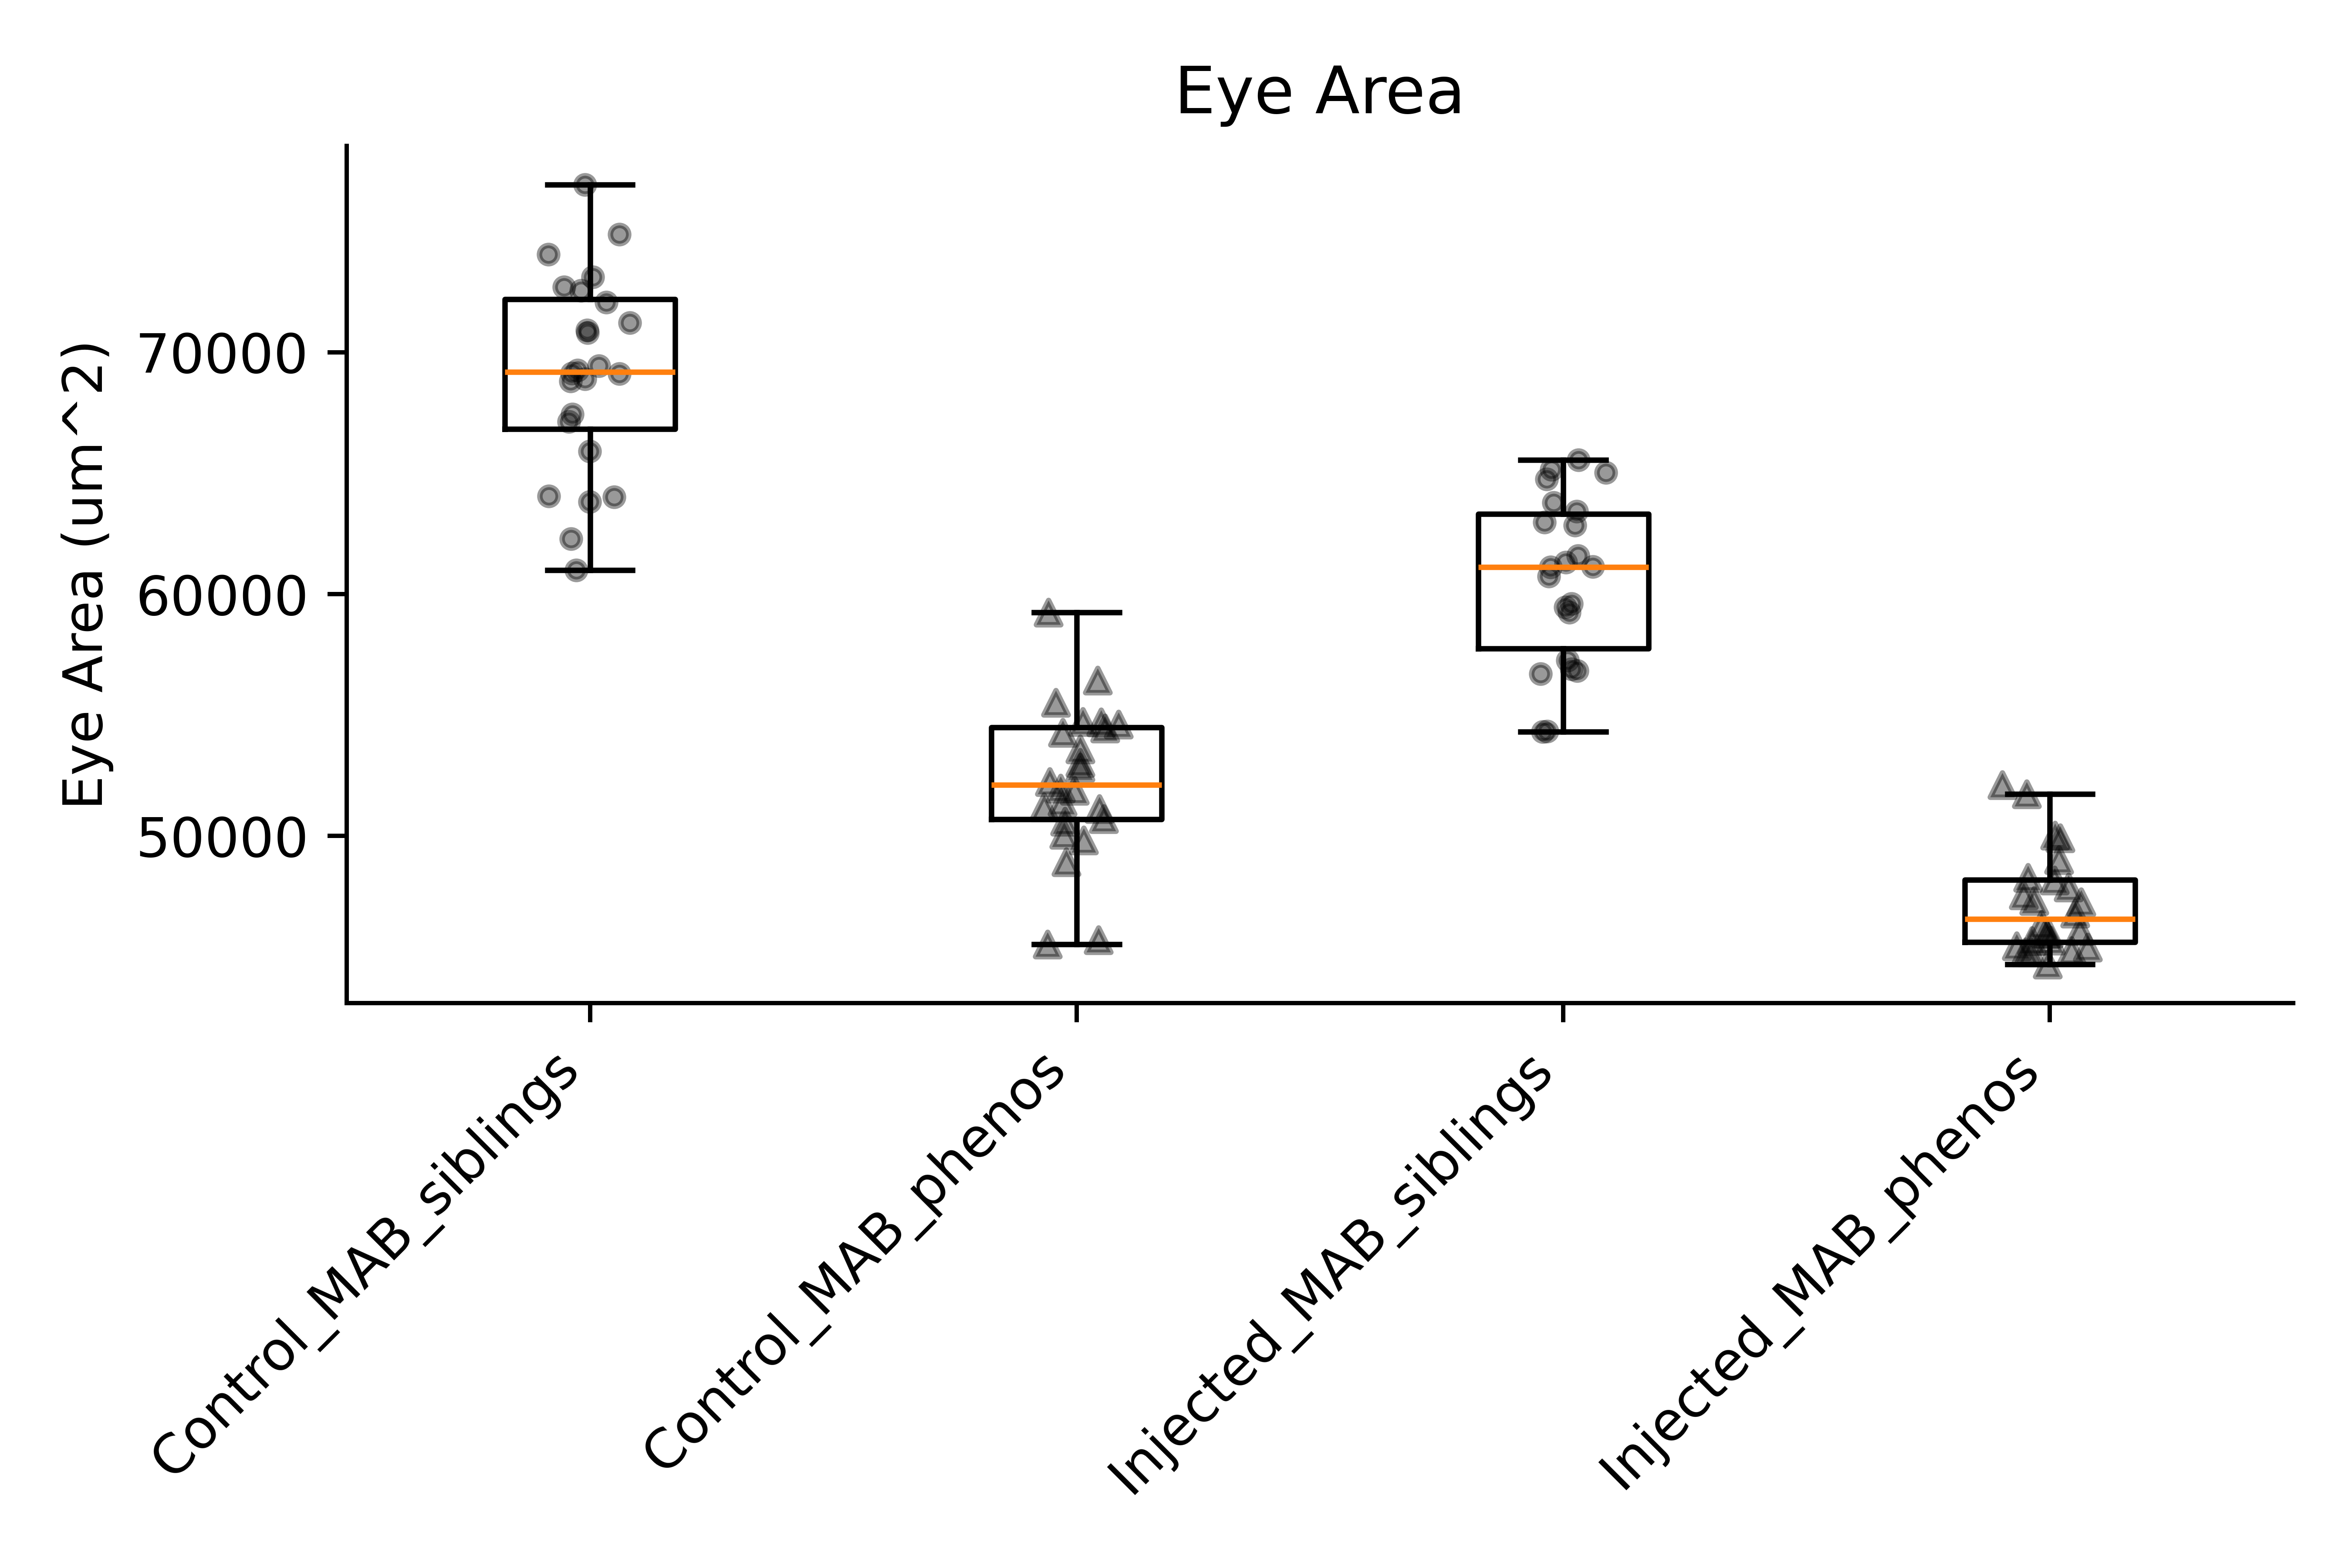 Eye Area
Eye Area (um^2)
70000
60000
50000
Control_MAB_siblings
Control_MAB_phenos
Injected_MAB_siblings
Injected_MAB_phenos